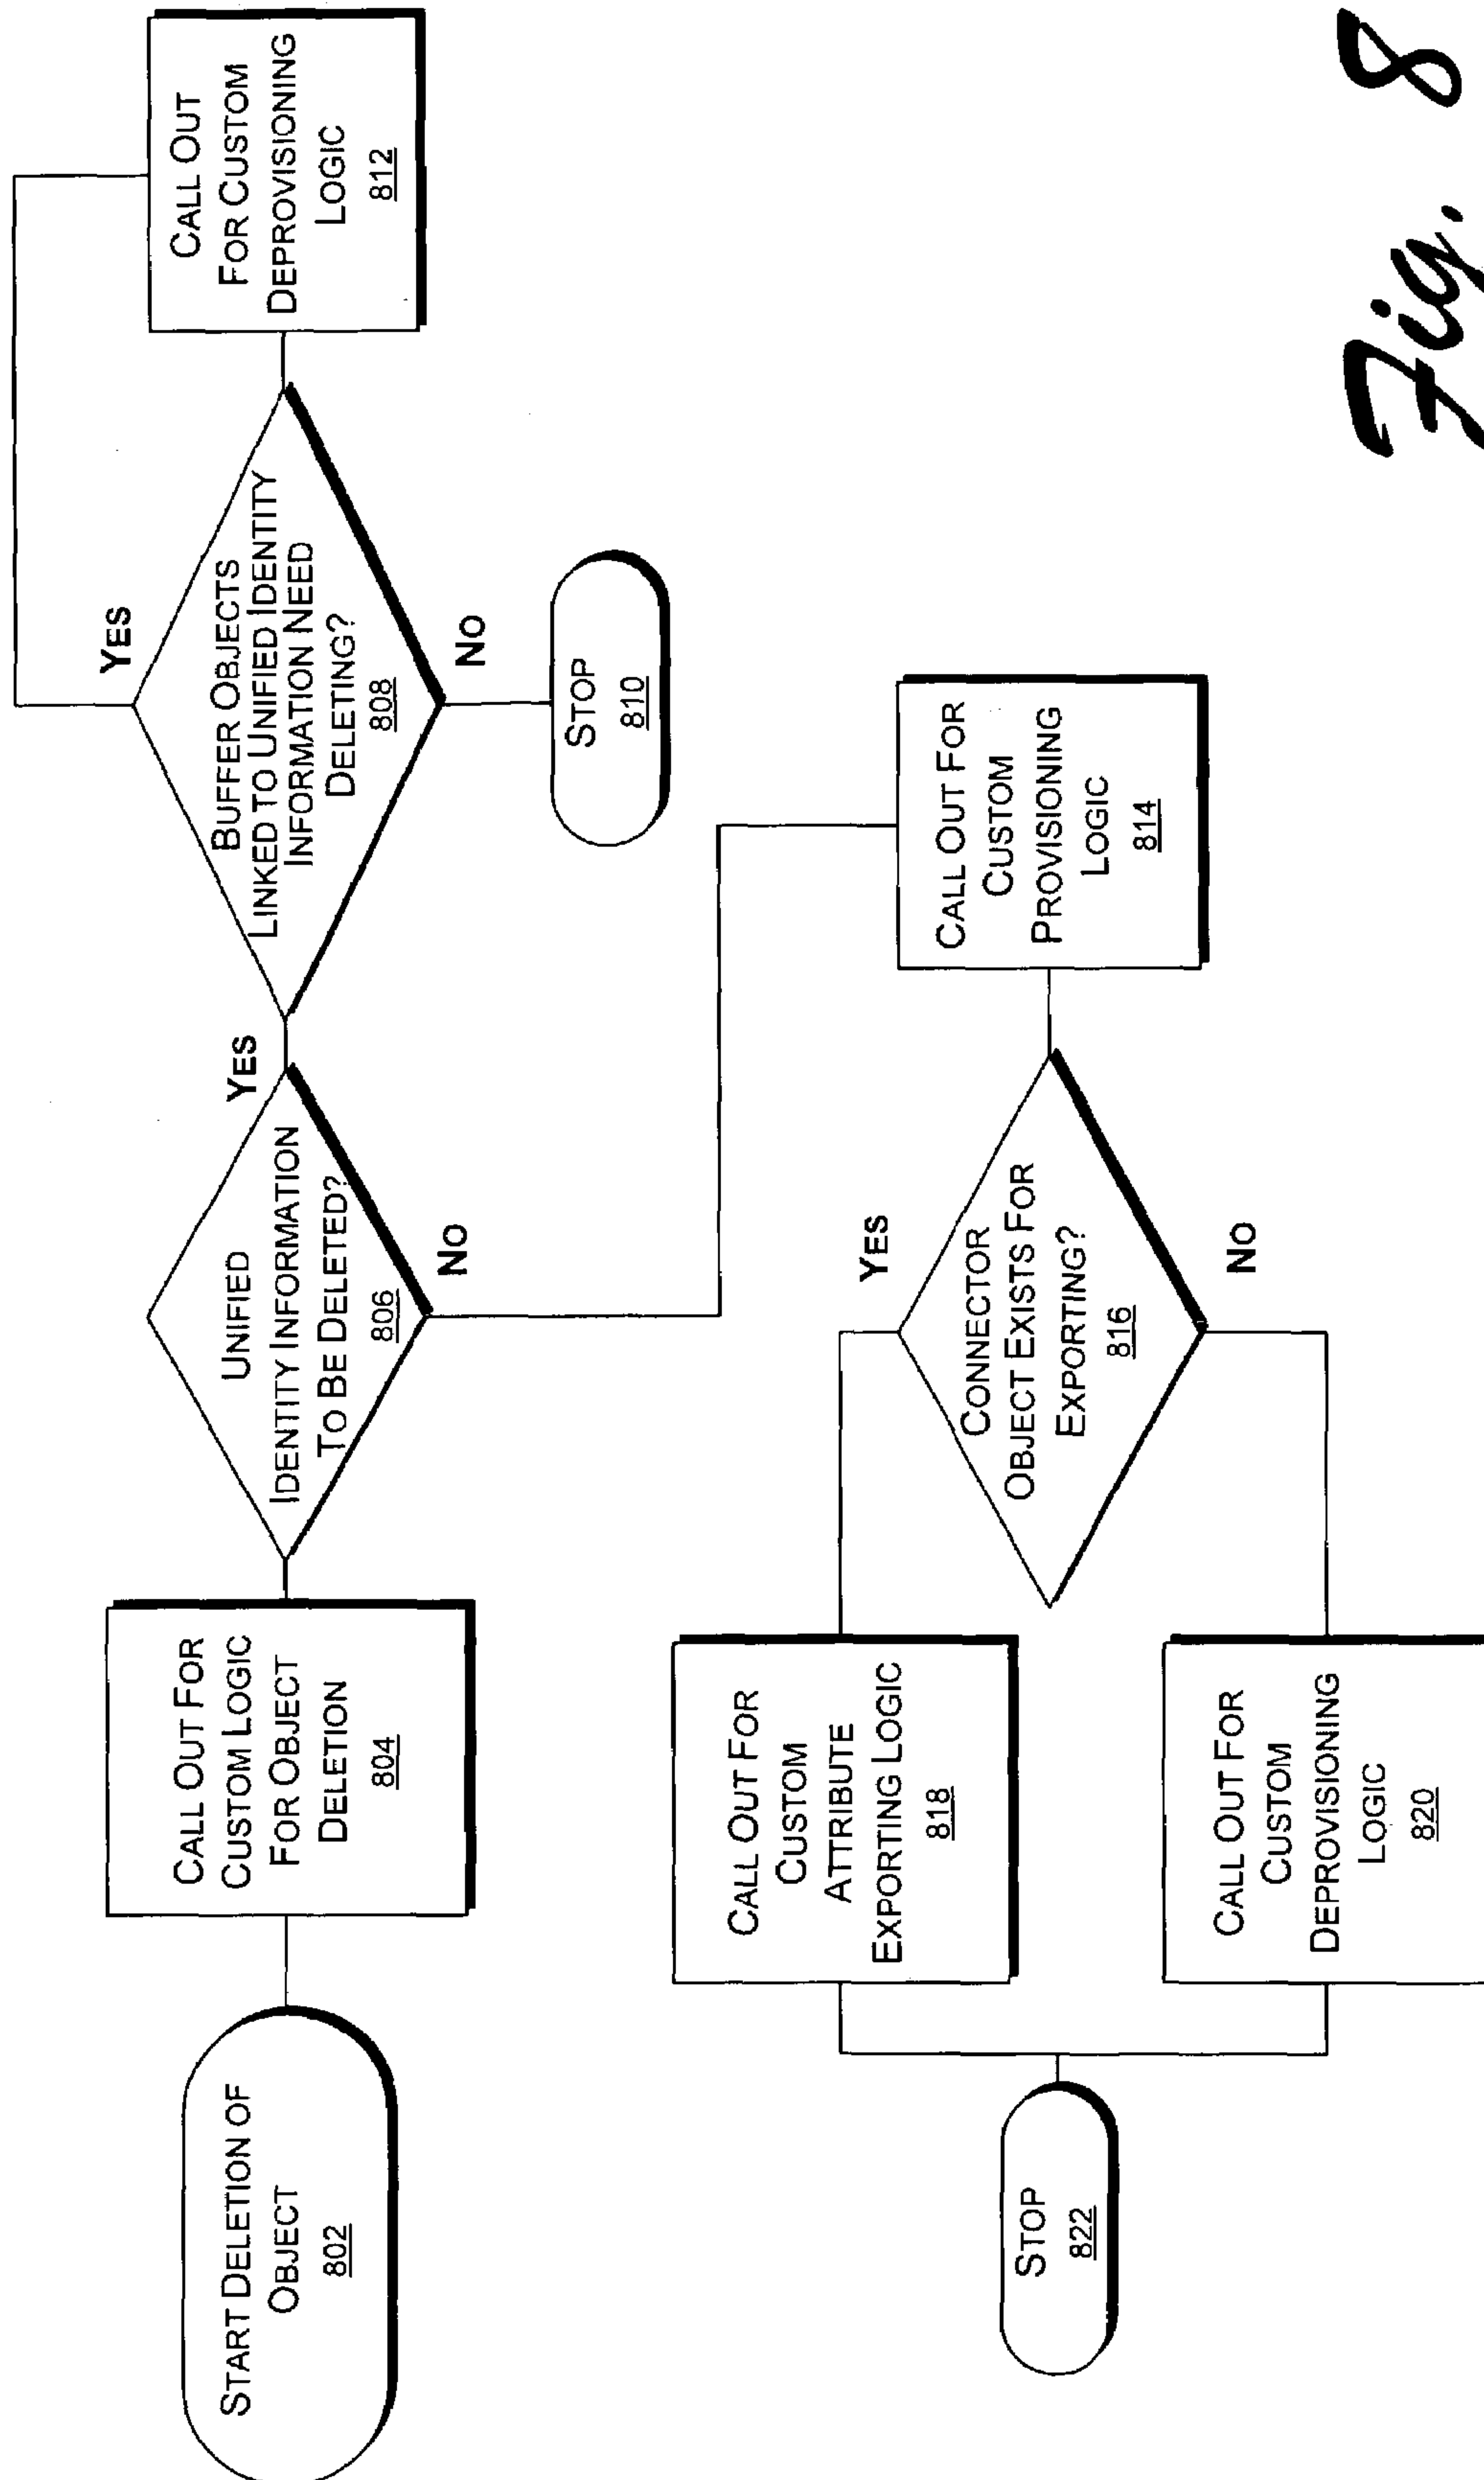 START DELETION OF
OBJECT
802
CALL OUT FOR
CUSTOM LOGIC
FOR OBJECT
DELETION
804
UNIFIED
IDENTITY INFORMATION
TO BE DELETED?
806
YES
NO
BUFFER OBJECTS
LINKED TO UNIFIED IDENTITY
INFORMATION NEED
DELETING?
808
YES
NO
CALL OUT
FOR CUSTOM
DEPROVISIONING
LOGIC
812
STOP
810
CALL OUT FOR
CUSTOM
PROVISIONING
LOGIC
814
CONNECTOR
OBJECT EXISTS FOR
EXPORTING?
816
YES
NO
CALL OUT FOR
CUSTOM
ATTRIBUTE
EXPORTING LOGIC
818
CALL OUT FOR
CUSTOM
DEPROVISIONING
LOGIC
820
STOP
822
Fig. 8